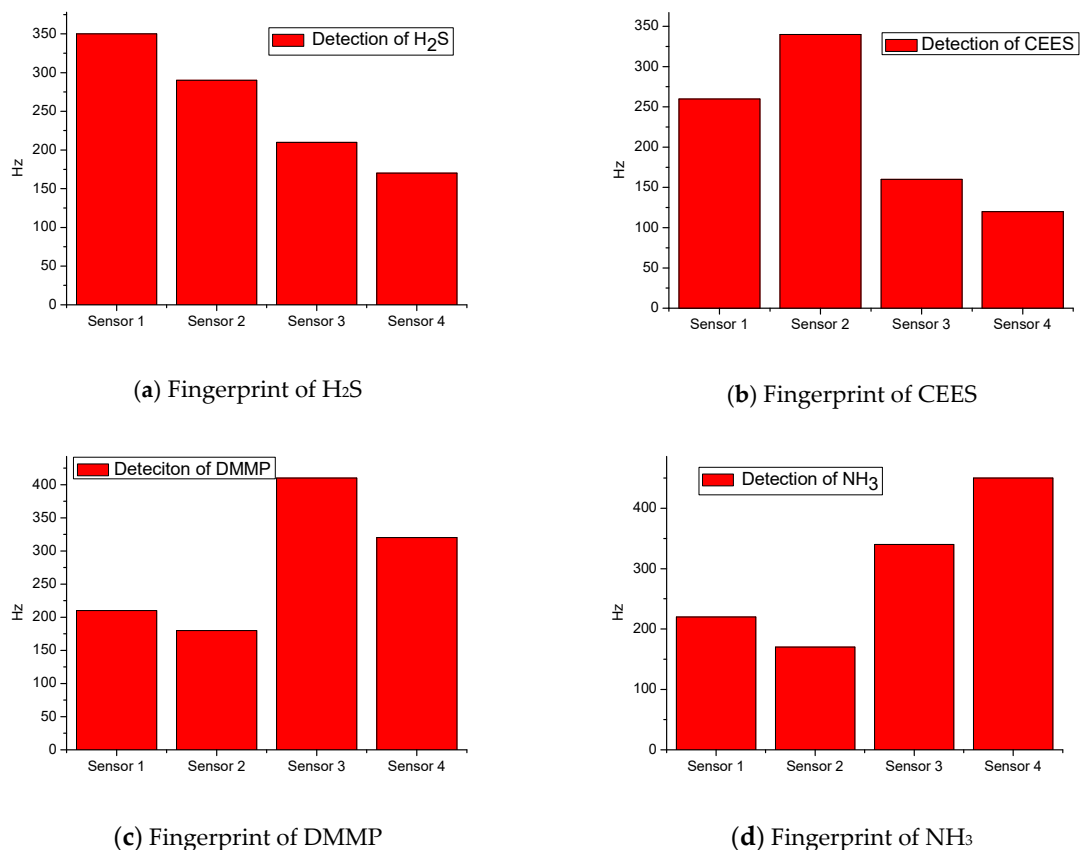 350
300
250
200
150
100
50
0
Hz
Detection of H₂S
Sensor 1 Sensor 2 Sensor 3 Sensor 4
(a) Fingerprint of H₂S
350
300
250
200
150
100
50
0
Hz
Detection of CEES
Sensor 1 Sensor 2 Sensor 3 Sensor 4
(b) Fingerprint of CEES
400
350
300
250
200
150
100
50
0
Hz
Deteciton of DMMP
Sensor 1 Sensor 2 Sensor 3 Sensor 4
(c) Fingerprint of DMMP
400
300
200
100
0
Hz
Detection of NH₃
Sensor 1 Sensor 2 Sensor 3 Sensor 4
(d) Fingerprint of NH₃